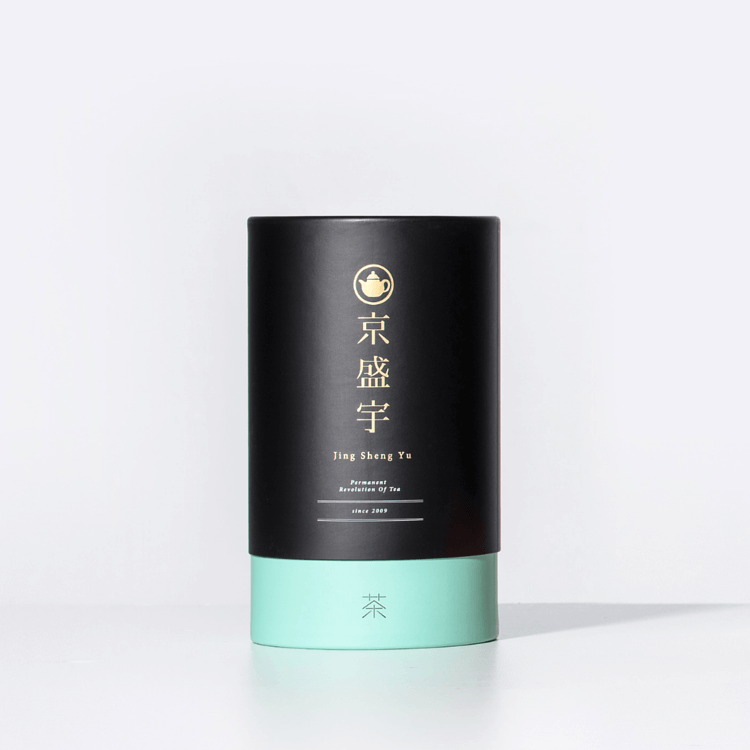 京盛宇
Jing Sheng Yu
Permanent
Revolution Of Tea
since 2009
茶